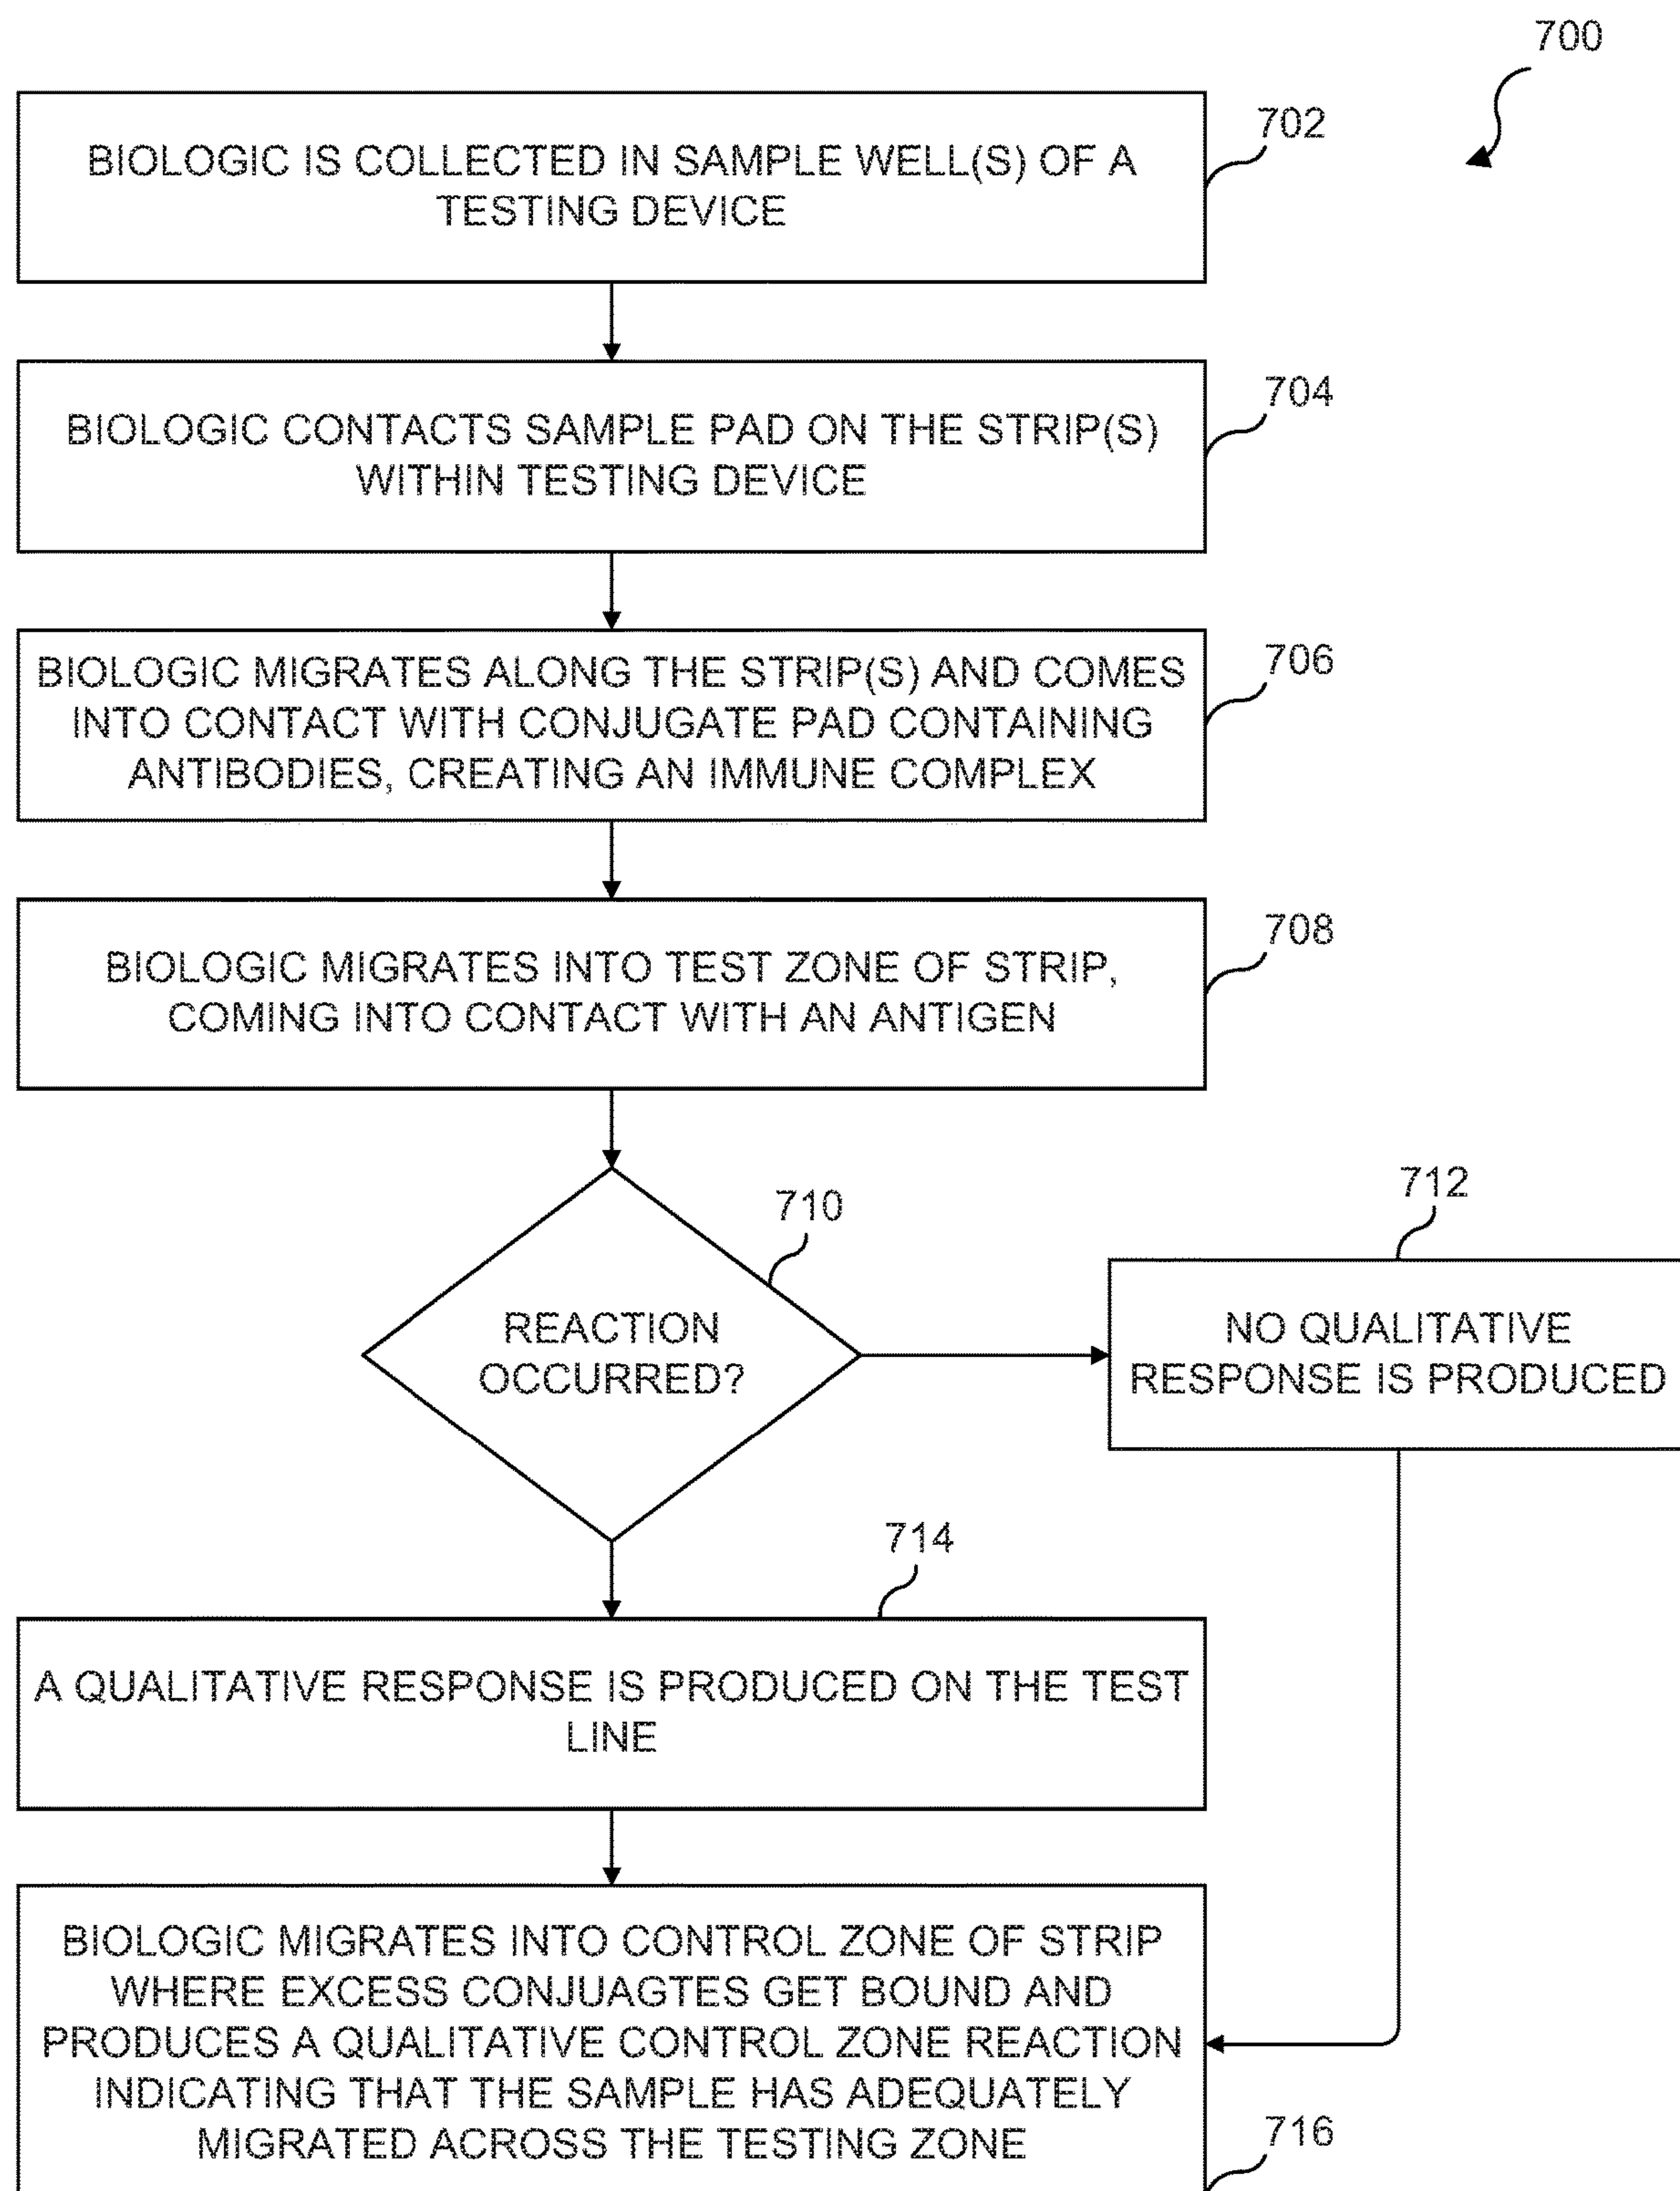 700
702
BIOLOGIC IS COLLECTED IN SAMPLE WELL(S) OF A
TESTING DEVICE
704
BIOLOGIC CONTACTS SAMPLE PAD ON THE STRIP(S)
WITHIN TESTING DEVICE
706
BIOLOGIC MIGRATES ALONG THE STRIP(S) AND COMES
INTO CONTACT WITH CONJUGATE PAD CONTAINING
ANTIBODIES, CREATING AN IMMUNE COMPLEX
708
BIOLOGIC MIGRATES INTO TEST ZONE OF STRIP,
COMING INTO CONTACT WITH AN ANTIGEN
710
REACTION
OCCURRED?
712
NO QUALITATIVE
RESPONSE IS PRODUCED
714
A QUALITATIVE RESPONSE IS PRODUCED ON THE TEST
LINE
BIOLOGIC MIGRATES INTO CONTROL ZONE OF STRIP
WHERE EXCESS CONJUAGTES GET BOUND AND
PRODUCES A QUALITATIVE CONTROL ZONE REACTION
INDICATING THAT THE SAMPLE HAS ADEQUATELY
MIGRATED ACROSS THE TESTING ZONE
716